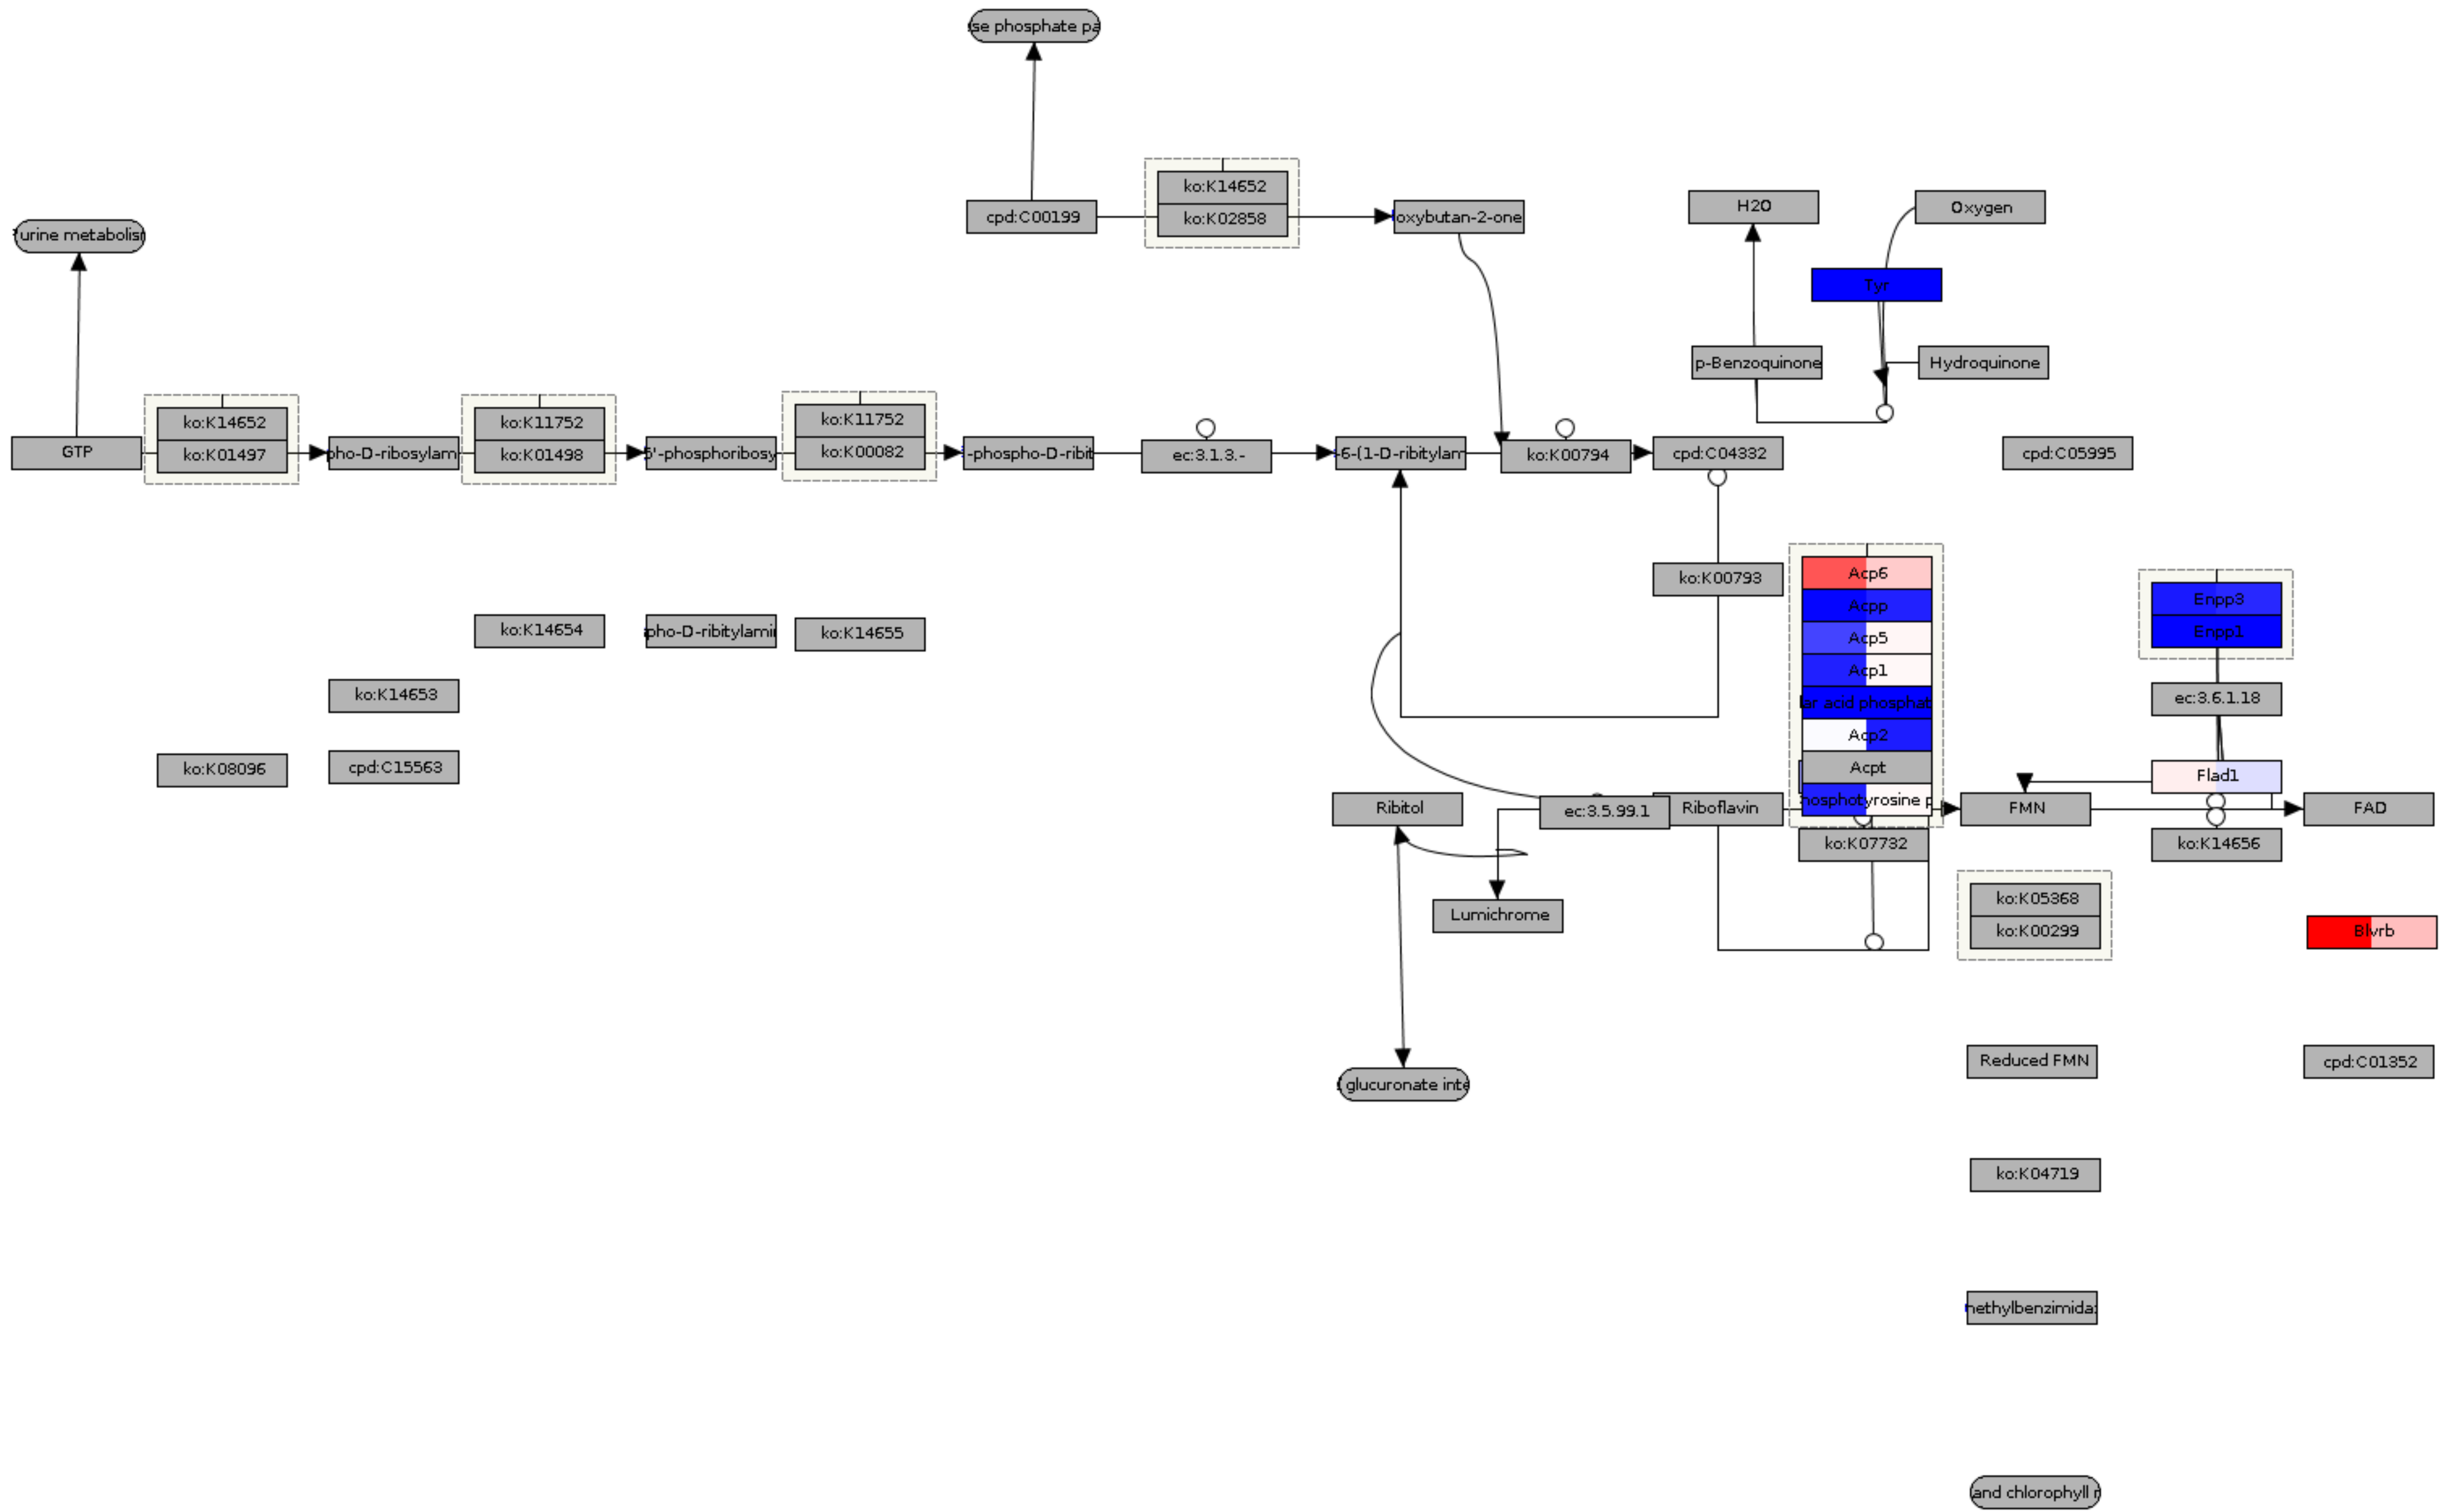 se phosphate pa
ko:K14652
cpd:C00199
ko:K02858
oxybutan-2-one
H2O
Oxygen
urine metabolisr
Tyr
p-Benzoquinone
Hydroquinone
ko:K14652
ko:K11752
ko:K11752
GTP
ko:K01497
pho-D-ribosylam
ko:K01498
5'-phosphoribosy
ko:K00082
-phospho-D-ribit
ec:3.1.3.-
-6-(1-D-ribitylam
ko:K00794
cpd:C04332
cpd:C05995
Acp6
ko:K00793
Enpp3
Acpp
Enpp1
ko:K14654
pho-D-ribitylami
ko:K14655
Acp5
Acp1
ko:K14653
ec:3.6.1.18
lar acid phosphat
Acp2
ko:K08096
cpd:C15563
Acpt
Flad1
Ribitol
ec:3.5.99.1
Riboflavin
hosphotyrosine p
FMN
FAD
ko:K07732
ko:K14656
Lumichrome
ko:K05368
ko:K00299
Blvrb
Reduced FMN
cpd:C01352
glucuronate inte
ko:K04719
nethylbenzimida
and chlorophyll r